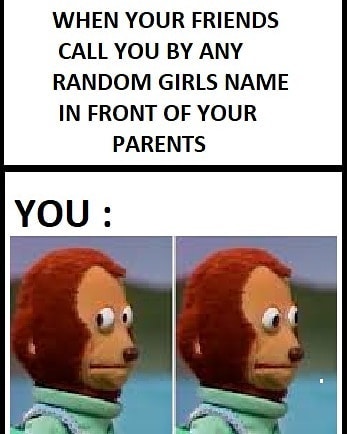 WHEN YOUR FRIENDS
CALL YOU BY ANY
RANDOM GIRLS NAME
IN FRONT OF YOUR
PARENTS
YOU :